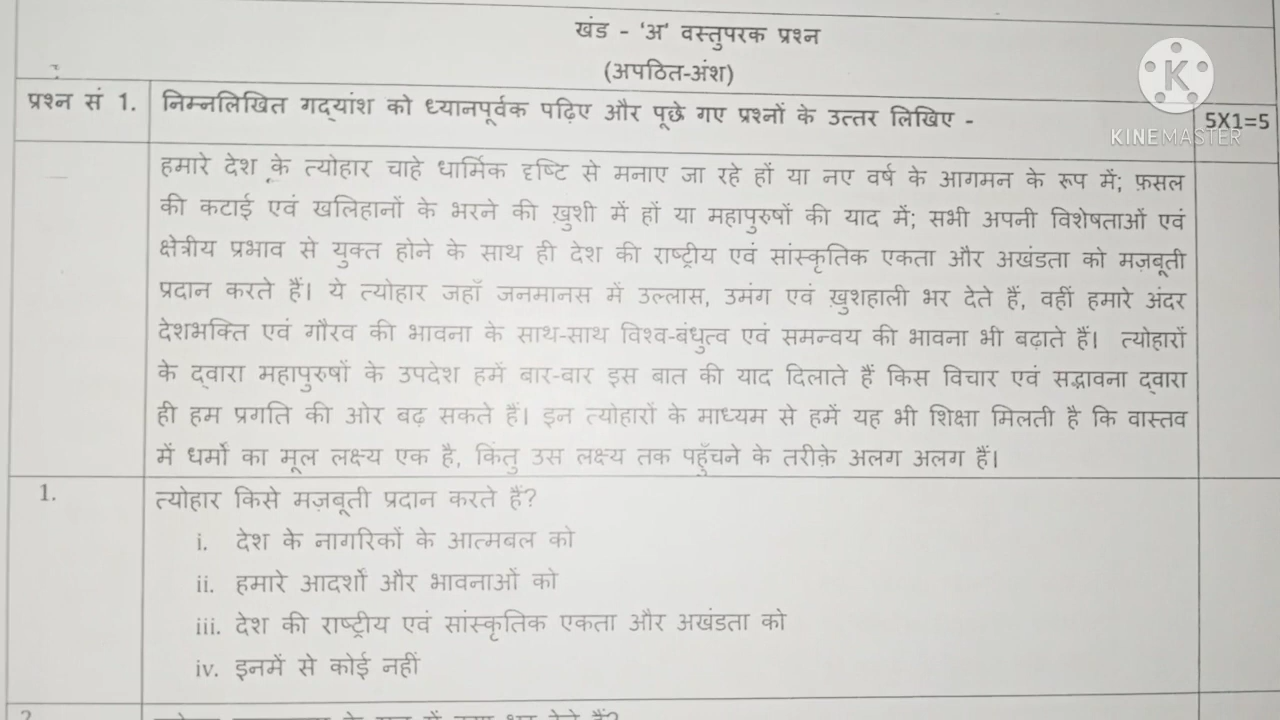 खंड - 'अ' वस्तुपरक प्रश्न
(अपठित-अंश)
प्रश्न सं 1. निम्नलिखित गद्यांश को ध्यानपूर्वक पढ़िए और पूछे गए प्रश्नों के उत्तर लिखिए - 5X1=5
KINEMASTER
हमारे देश के त्योहार चाहे धार्मिक दृष्टि से मनाए जा रहे हों या नए वर्ष के आगमन के रूप में; फ़सल
की कटाई एवं खलिहानों के भरने की ख़ुशी में हों या महापुरुषों की याद में; सभी अपनी विशेषताओं एवं
क्षेत्रीय प्रभाव से युक्त होने के साथ ही देश की राष्ट्रीय एवं सांस्कृतिक एकता और अखंडता को मज़बूती
प्रदान करते हैं। ये त्योहार जहाँ जनमानस में उल्लास, उमंग एवं ख़ुशहाली भर देते हैं, वहीं हमारे अंदर
देशभक्ति एवं गौरव की भावना के साथ-साथ विश्व-बंधुत्व एवं समन्वय की भावना भी बढ़ाते हैं। त्योहारों
के द्वारा महापुरुषों के उपदेश हमें बार-बार इस बात की याद दिलाते हैं किस विचार एवं सद्भावना द्वारा
ही हम प्रगति की ओर बढ़ सकते हैं। इन त्योहारों के माध्यम से हमें यह भी शिक्षा मिलती है कि वास्तव
में धर्मों का मूल लक्ष्य एक है, किंतु उस लक्ष्य तक पहुँचने के तरीक़े अलग अलग हैं।
1. त्योहार किसे मज़बूती प्रदान करते हैं?
i. देश के नागरिकों के आत्मबल को
ii. हमारे आदर्शों और भावनाओं को
iii. देश की राष्ट्रीय एवं सांस्कृतिक एकता और अखंडता को
iv. इनमें से कोई नहीं